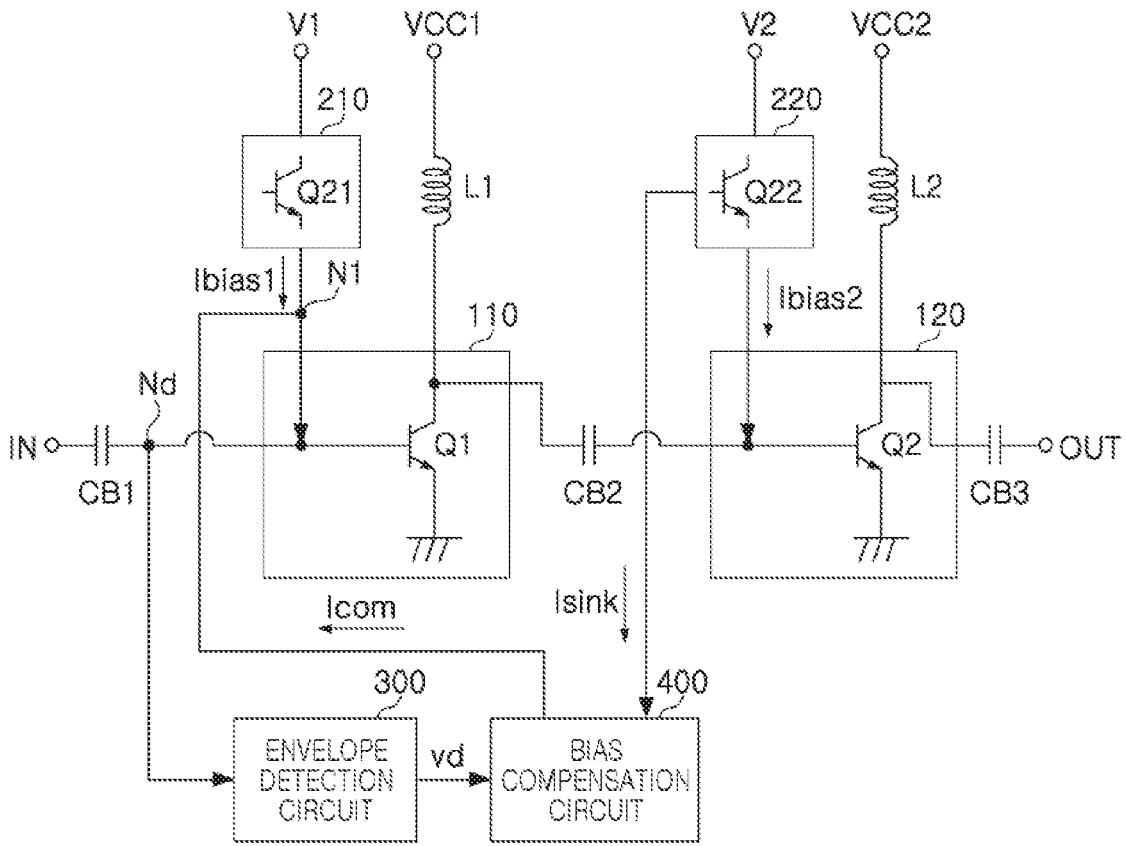 V1
VCC1
V2
VCC2
210
220
Q21
L1
Q22
L2
Ibias1
N1
Ibias2
110
120
Nd
IN
Q1
Q2
OUT
CB1
CB2
CB3
Icom
Isink
300
400
ENVELOPE
DETECTION
CIRCUIT
vd
BIAS
COMPENSATION
CIRCUIT